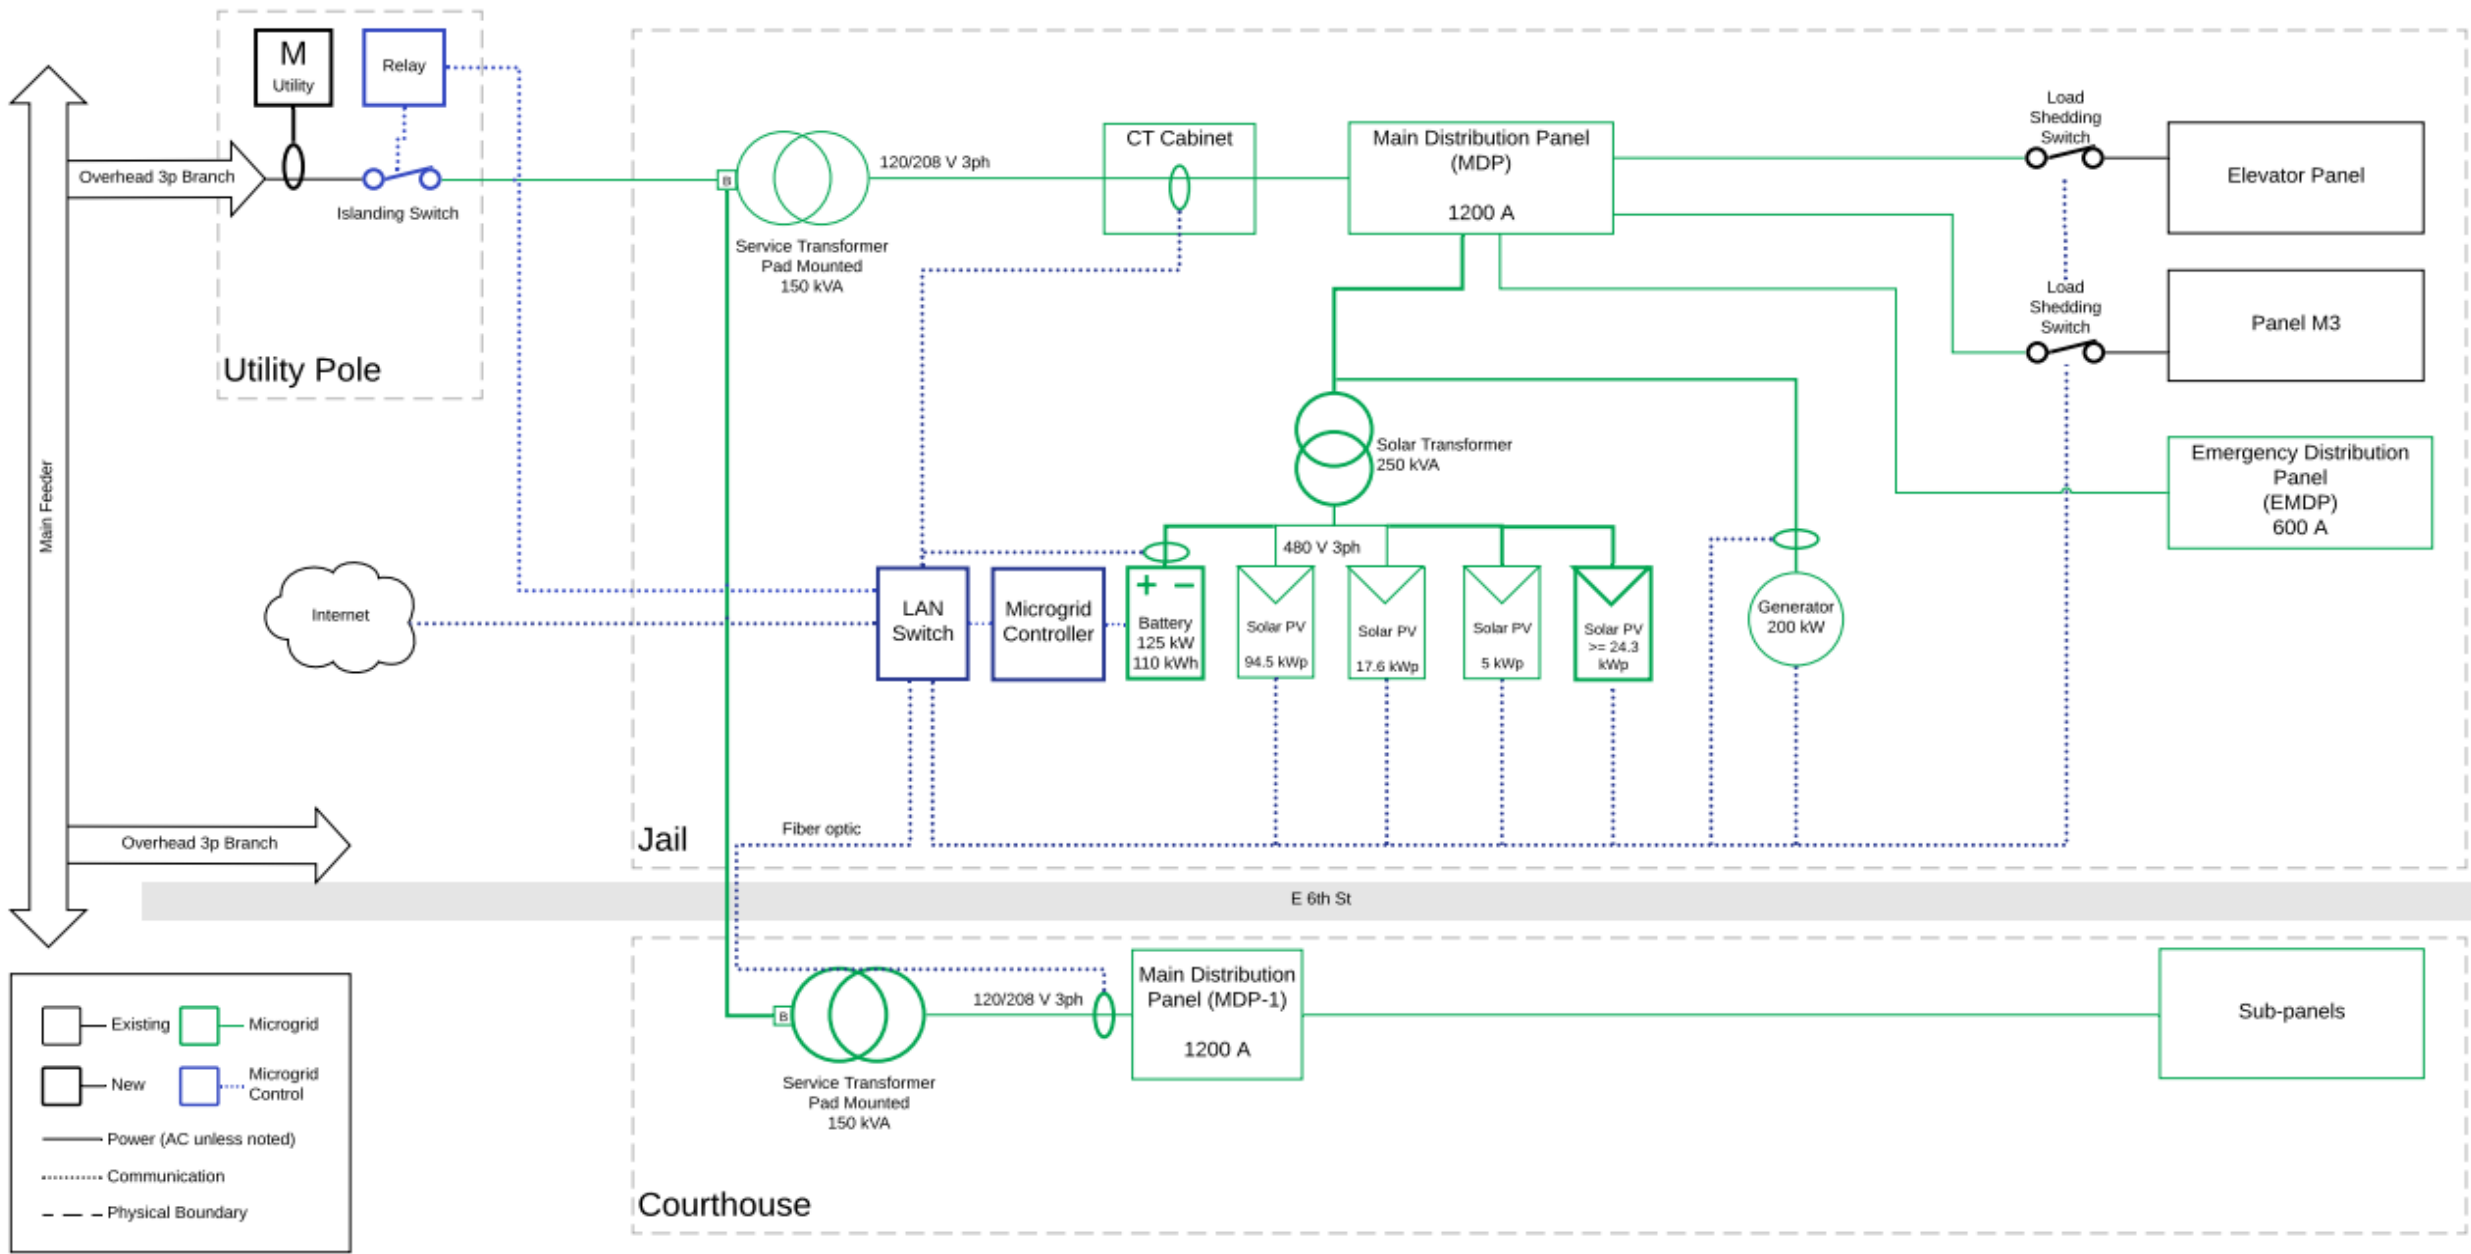 M
Utility
Relay
Overhead 3p Branch
Islanding Switch
Utility Pole
Main Feeder
Internet
Overhead 3p Branch
B
120/208 V 3ph
Service Transformer
Pad Mounted
150 kVA
CT Cabinet
Main Distribution Panel
(MDP)
1200 A
Load
Shedding
Switch
Elevator Panel
Load
Shedding
Switch
Panel M3
Solar Transformer
250 kVA
Emergency Distribution
Panel
(EMDP)
600 A
480 V 3ph
LAN
Switch
Microgrid
Controller
+ −
Battery
125 kW
110 kWh
Solar PV
94.5 kWp
Solar PV
17.6 kWp
Solar PV
5 kWp
Solar PV
>= 24.3
kWp
Generator
200 kW
Fiber optic
Jail
E 6th St
B
120/208 V 3ph
Service Transformer
Pad Mounted
150 kVA
Main Distribution
Panel (MDP-1)
1200 A
Sub-panels
Courthouse
Existing
Microgrid
New
Microgrid
Control
Power (AC unless noted)
Communication
Physical Boundary